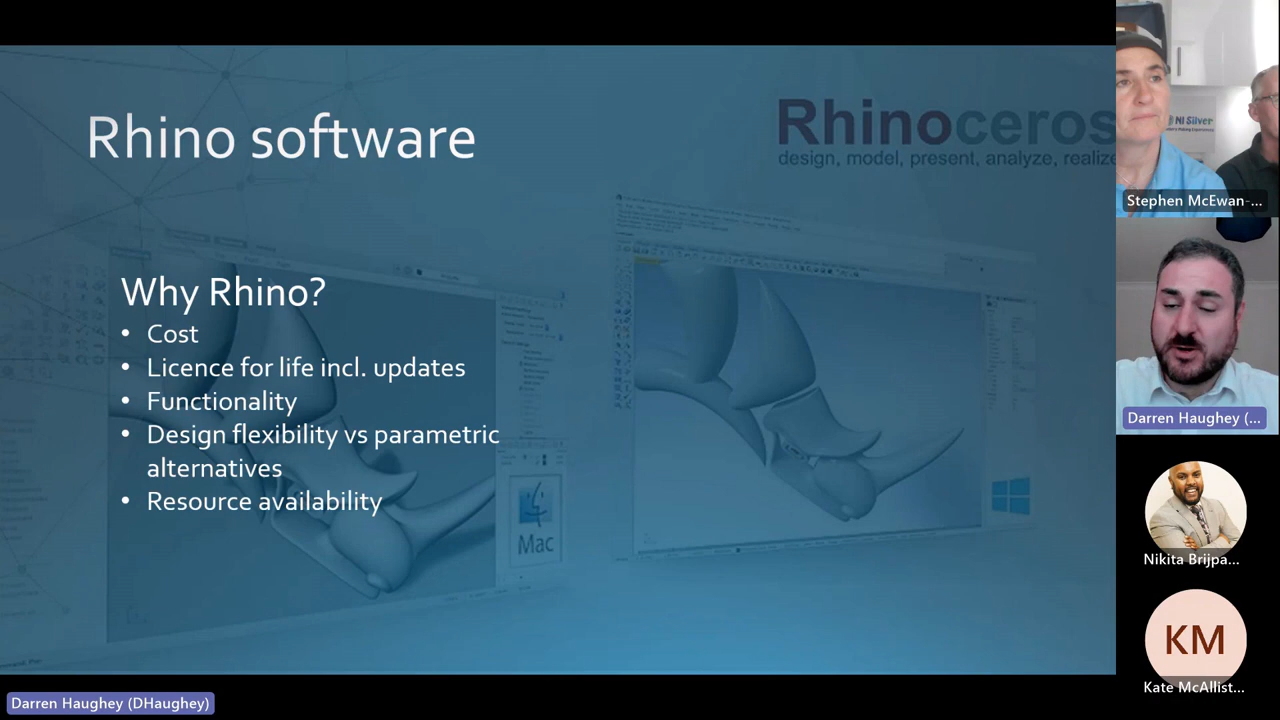 Rhino software
Rhinoceros
design, model, present, analyze, realize
Why Rhino?
• Cost
• Licence for life incl. updates
• Functionality
• Design flexibility vs parametric
alternatives
• Resource availability
Mac
NI Silver
Stephen McEwan-...
Darren Haughey (...
Nikita Brijpa...
KM
Kate McAllist...
Darren Haughey (DHaughey)